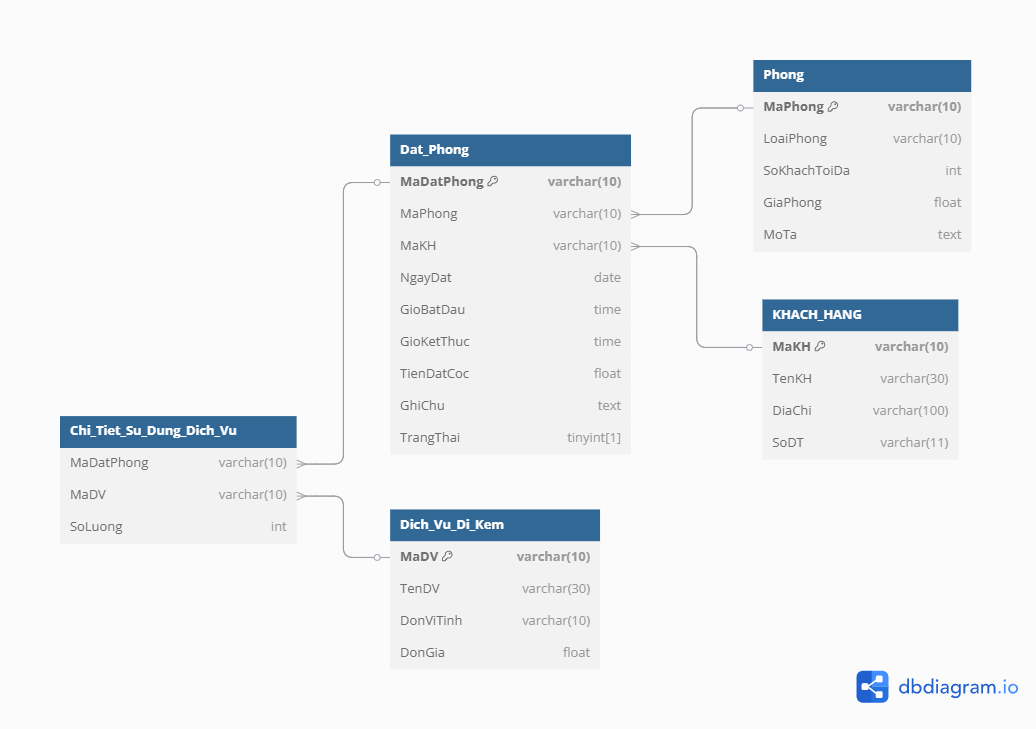 Phong
MaPhong varchar(10)
LoaiPhong varchar(10)
SoKhachToiDa int
GiaPhong float
MoTa text
Dat_Phong
MaDatPhong varchar(10)
MaPhong varchar(10)
MaKH varchar(10)
NgayDat date
GioBatDau time
GioKetThuc time
TienDatCoc float
GhiChu text
TrangThai tinyint[1]
KHACH_HANG
MaKH varchar(10)
TenKH varchar(30)
DiaChi varchar(100)
SoDT varchar(11)
Chi_Tiet_Su_Dung_Dich_Vu
MaDatPhong varchar(10)
MaDV varchar(10)
SoLuong int
Dich_Vu_Di_Kem
MaDV varchar(10)
TenDV varchar(30)
DonViTinh varchar(10)
DonGia float
dbdiagram.io